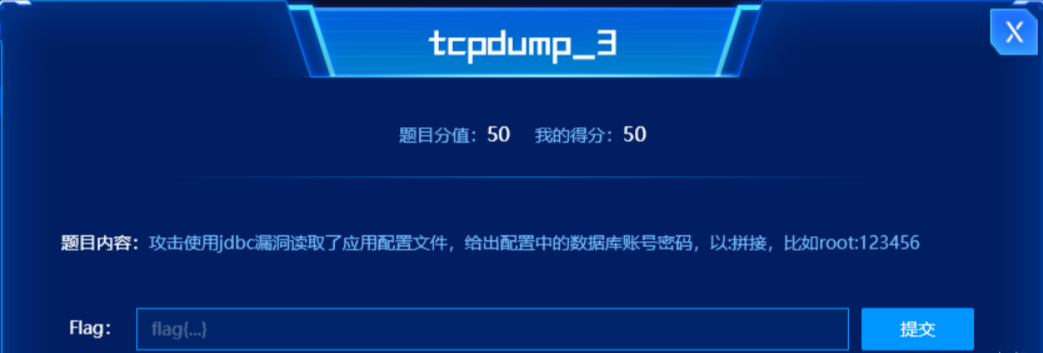 tcpdump_3
X
题目分值：50 我的得分：50
题目内容：攻击使用jdbc漏洞读取了应用配置文件，给出配置中的数据库账号密码，以:拼接，比如root:123456
Flag： flag{...} 提交